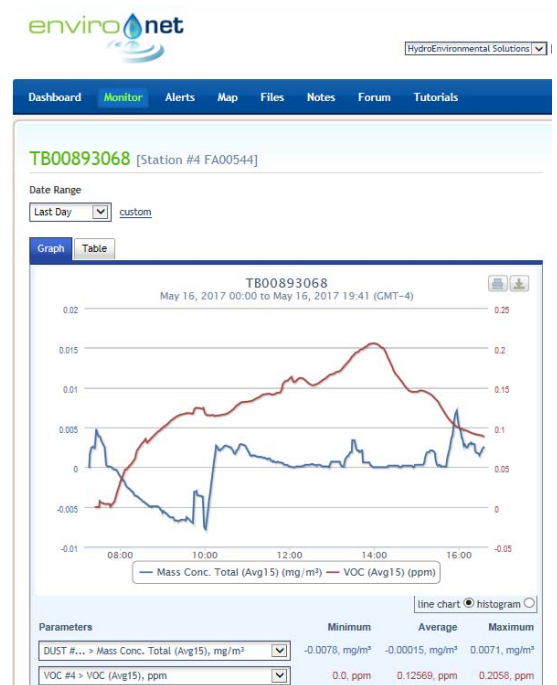 enviro net
HydroEnvironmental Solutions
Dashboard Monitor Alerts Map Files Notes Forum Tutorials
TB00893068 [Station #4 FA00544]
Date Range
Last Day custom
Graph Table
TB00893068
May 16, 2017 00:00 to May 16, 2017 19:41 (GMT-4)
0.02 0.25
0.015 0.2
0.01 0.15
0.005 0.1
0 0.05
-0.005 0
-0.01 -0.05
08:00 10:00 12:00 14:00 16:00
Mass Conc. Total (Avg15) (mg/m³) VOC (Avg15) (ppm)
line chart histogram
Parameters Minimum Average Maximum
DUST #... > Mass Conc. Total (Avg15), mg/m³ -0.0078, mg/m³ -0.00015, mg/m³ 0.0071, mg/m³
VOC #4 > VOC (Avg15), ppm 0.0, ppm 0.12569, ppm 0.2058, ppm